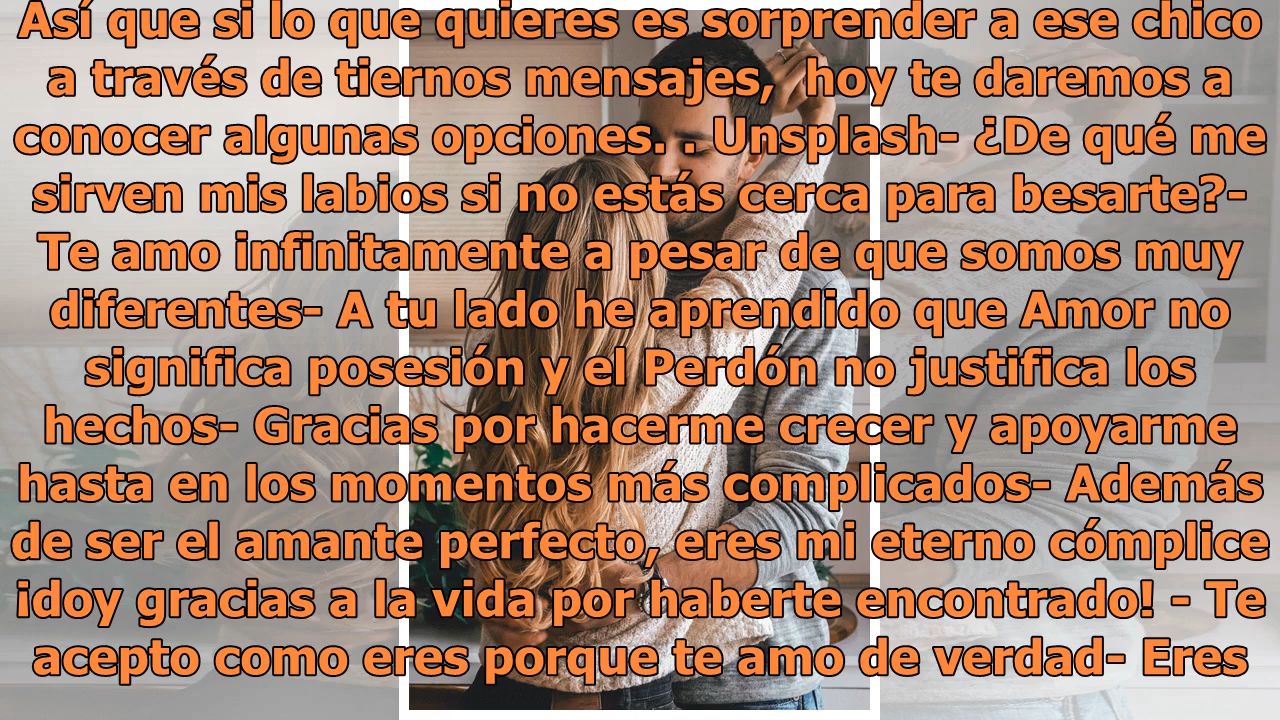 Así que si lo que quieres es sorprender a ese chico
a través de tiernos mensajes,  hoy te daremos a
conocer algunas opciones. . Unsplash- ¿De qué me
sirven mis labios si no estás cerca para besarte?-
Te amo infinitamente a pesar de que somos muy
diferentes- A tu lado he aprendido que Amor no
significa posesión y el Perdón no justifica los
hechos- Gracias por hacerme crecer y apoyarme
hasta en los momentos más complicados- Además
de ser el amante perfecto, eres mi eterno cómplice
¡doy gracias a la vida por haberte encontrado! - Te
acepto como eres porque te amo de verdad- Eres